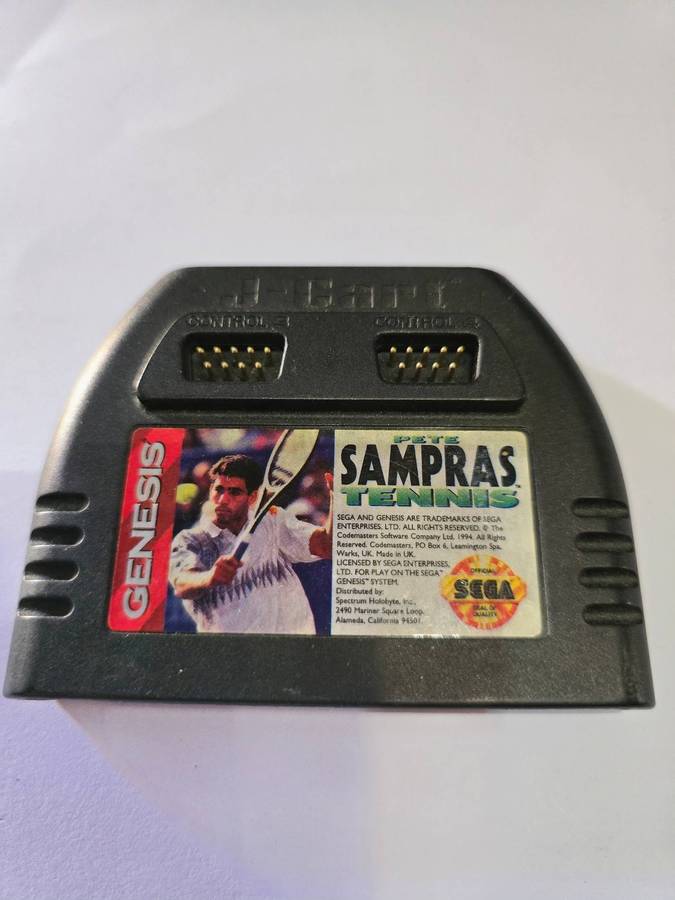 J-Cart
CONTROL 3
CONTROL 4
GENESIS
PETE
SAMPRAS
TENNIS™
SEGA AND GENESIS ARE TRADEMARKS OF SEGA
ENTERPRISES, LTD. ALL RIGHTS RESERVED. © The
Codemasters Software Company Ltd, 1994. All Rights
Reserved. Codemasters, PO Box 6, Leamington Spa,
Warks, UK. Made in UK.
LICENSED BY SEGA ENTERPRISES,
LTD. FOR PLAY ON THE SEGA™
GENESIS™ SYSTEM.
Distributed by:
Spectrum Holobyte, Inc.,
2490 Mariner Square Loop,
Alameda, California 94501.
OFFICIAL
SEGA
SEAL OF
QUALITY